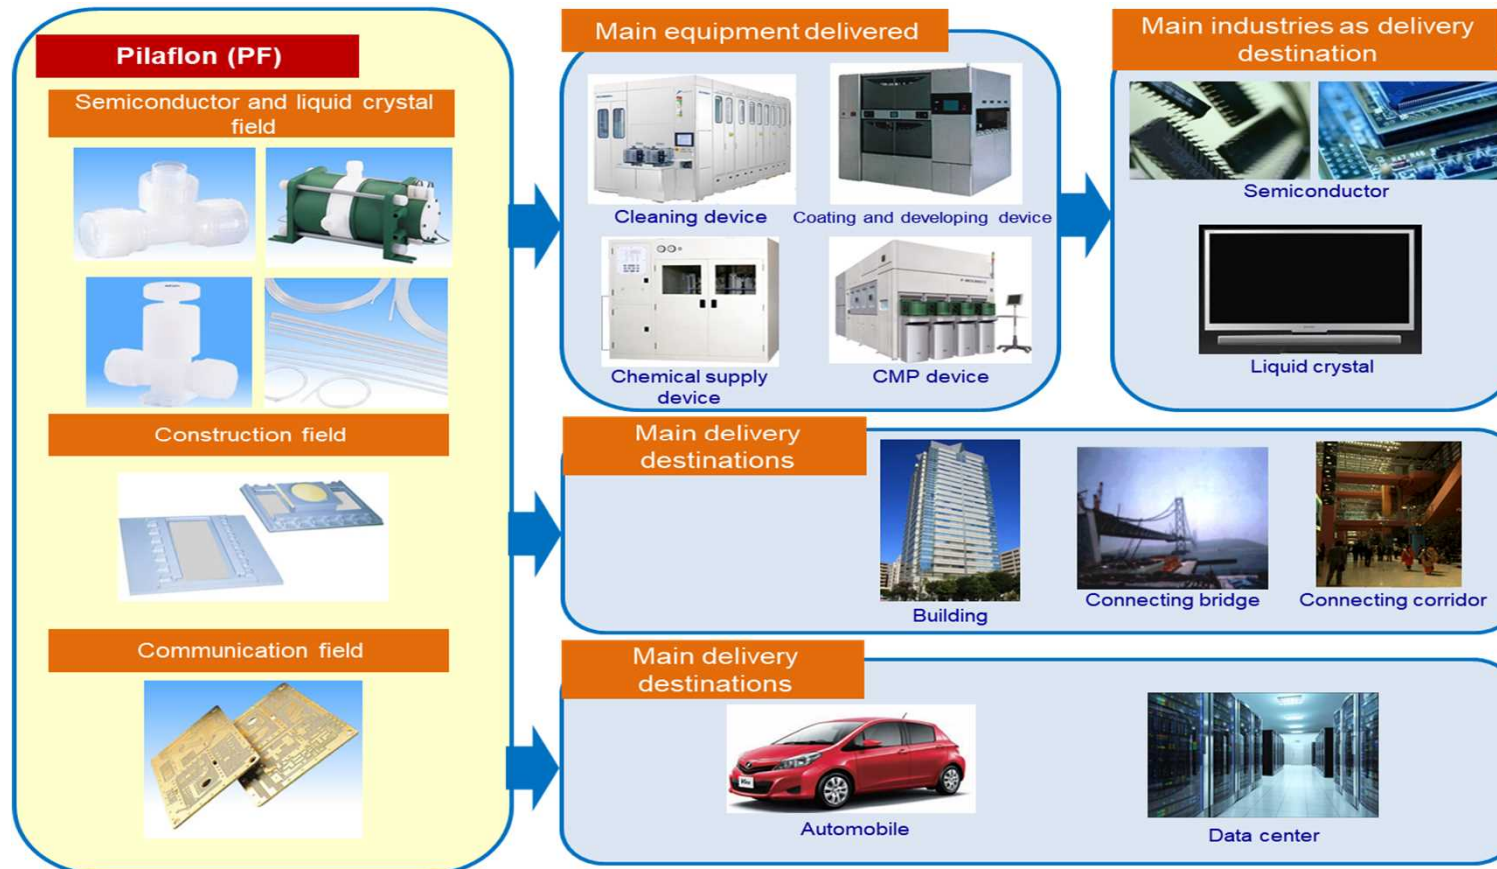 Pilaflon (PF)
Semiconductor and liquid crystal
field
Construction field
Communication field
Main equipment delivered
Cleaning device
Coating and developing device
Chemical supply
device
CMP device
Main industries as delivery
destination
Semiconductor
Liquid crystal
Main delivery
destinations
Building
Connecting bridge
Connecting corridor
Main delivery
destinations
Automobile
Data center